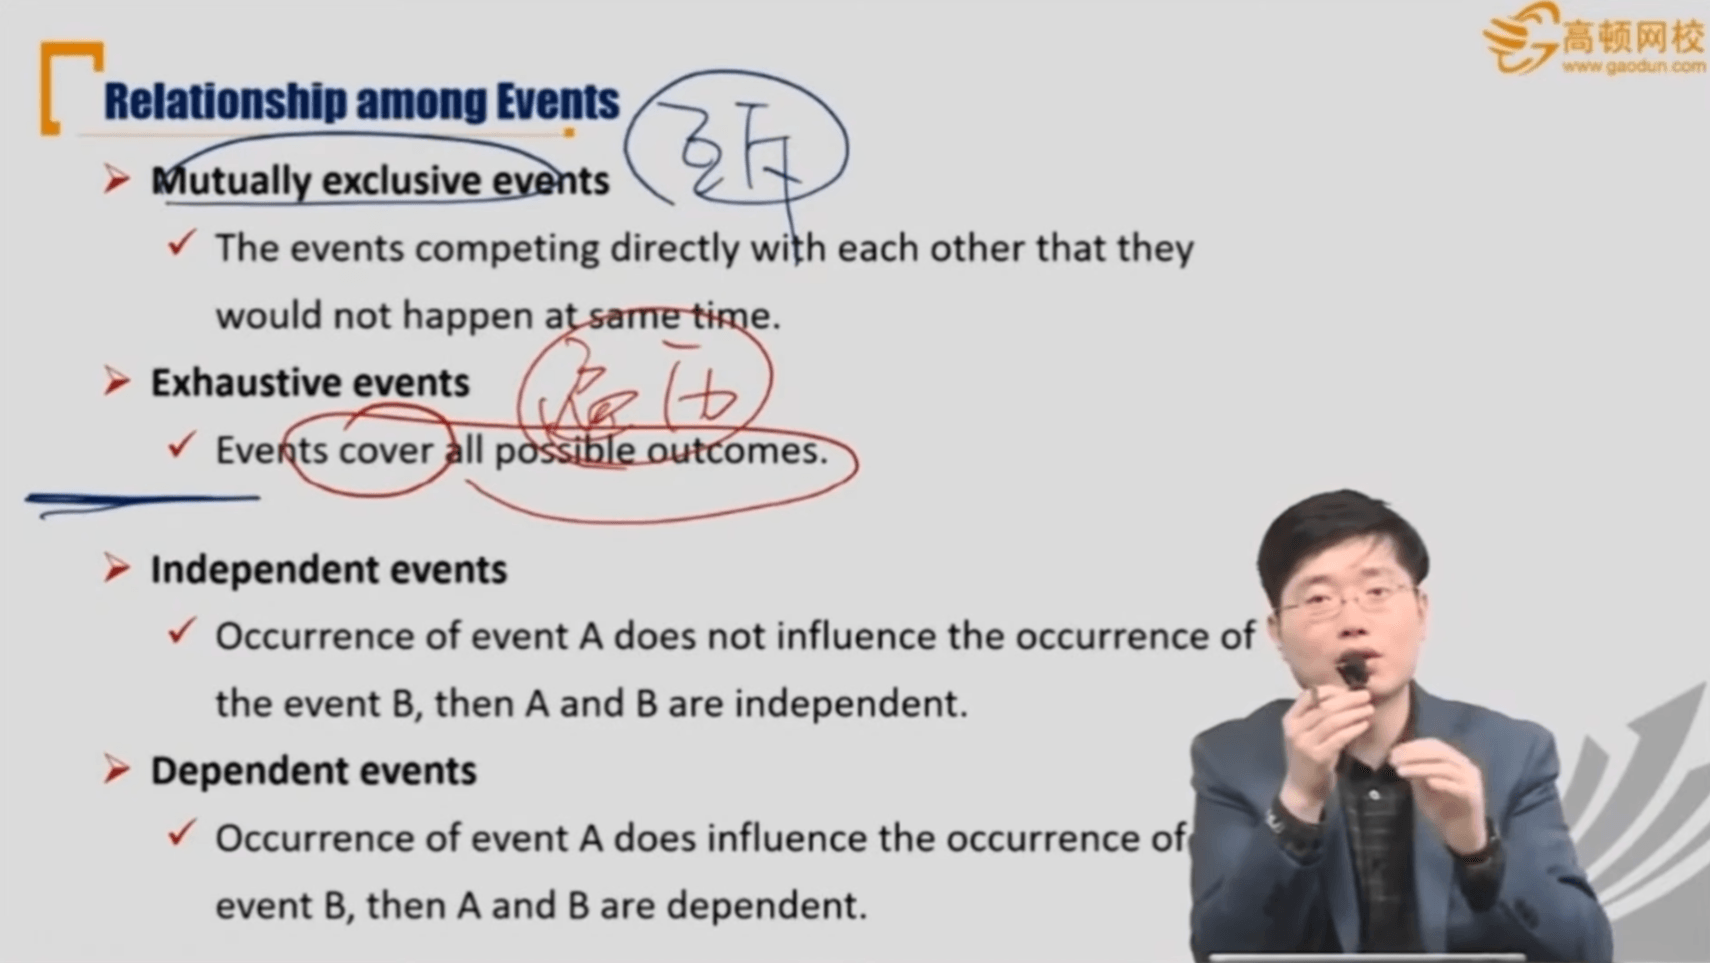 高顿网校
www.gaodun.com
Relationship among Events
Mutually exclusive events
互斥
The events competing directly with each other that they
would not happen at same time.
Exhaustive events
遍历
Events cover all possible outcomes.
Independent events
Occurrence of event A does not influence the occurrence of
the event B, then A and B are independent.
Dependent events
Occurrence of event A does influence the occurrence of
event B, then A and B are dependent.